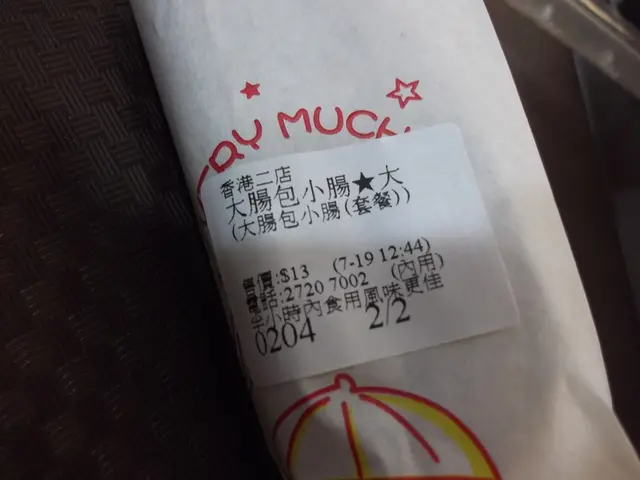 RY MUCH
香港二店
大腸包小腸★大
(大腸包小腸(套餐))
售價:$13 (7-19 12:44)
電話:2720 7002 (內用)
半小時內食用風味更佳
0204 2/2